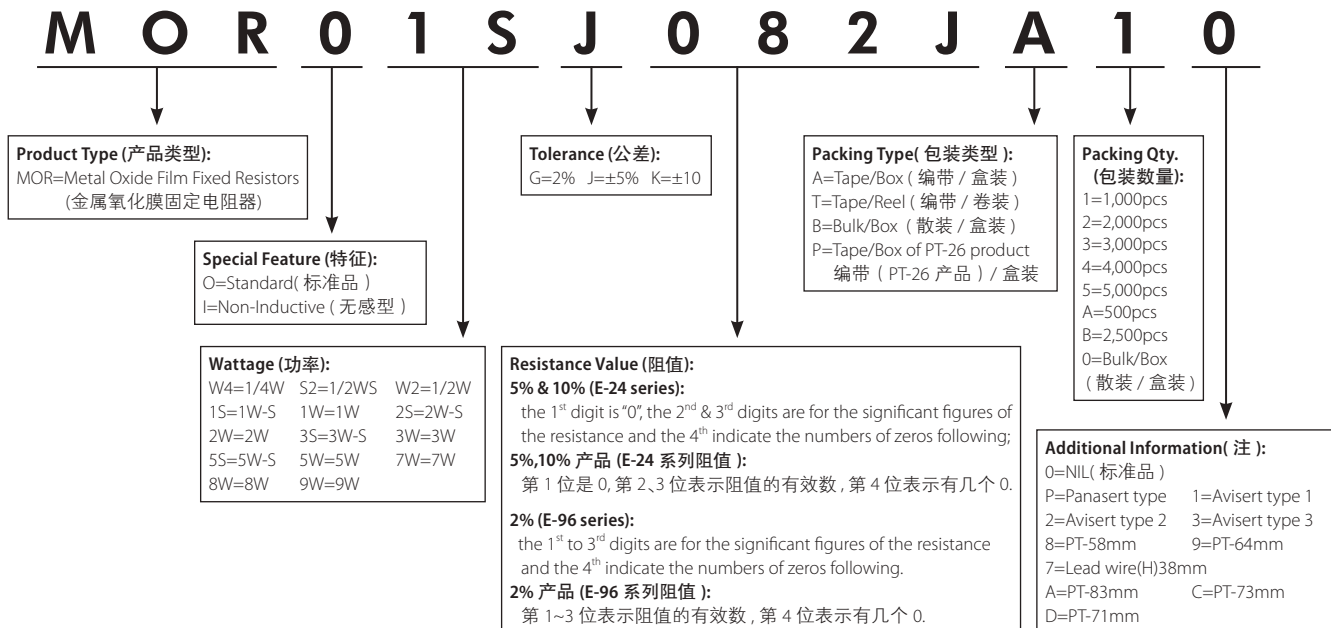 M O R 0 1 S J 0 8 2 J A 1 0
Product Type (产品类型):
MOR=Metal Oxide Film Fixed Resistors
(金属氧化膜固定电阻器)
Special Feature (特征):
O=Standard( 标准品 )
I=Non-Inductive ( 无感型 )
Wattage (功率):
W4=1/4W S2=1/2WS W2=1/2W
1S=1W-S 1W=1W 2S=2W-S
2W=2W 3S=3W-S 3W=3W
5S=5W-S 5W=5W 7W=7W
8W=8W 9W=9W
Tolerance (公差):
G=2% J=±5% K=±10
Resistance Value (阻值):
5% & 10% (E-24 series):
the 1st digit is “0”, the 2nd & 3rd digits are for the significant figures of
the resistance and the 4th indicate the numbers of zeros following;
5%,10% 产品 (E-24 系列阻值 ):
第 1 位是 0, 第 2、3 位表示阻值的有效数 , 第 4 位表示有几个 0.
2% (E-96 series):
the 1st to 3rd digits are for the significant figures of the resistance
and the 4th indicate the numbers of zeros following.
2% 产品 (E-96 系列阻值 ):
第 1~3 位表示阻值的有效数 , 第 4 位表示有几个 0.
Packing Type( 包装类型 ):
A=Tape/Box ( 编带 / 盒装 )
T=Tape/Reel ( 编带 / 卷装 )
B=Bulk/Box ( 散装 / 盒装 )
P=Tape/Box of PT-26 product
编带 ( PT-26 产品 ) / 盒装
Packing Qty.
(包装数量):
1=1,000pcs
2=2,000pcs
3=3,000pcs
4=4,000pcs
5=5,000pcs
A=500pcs
B=2,500pcs
0=Bulk/Box
( 散装 / 盒装 )
Additional Information( 注 ):
0=NIL( 标准品 )
P=Panasert type 1=Avisert type 1
2=Avisert type 2 3=Avisert type 3
8=PT-58mm 9=PT-64mm
7=Lead wire(H)38mm
A=PT-83mm C=PT-73mm
D=PT-71mm